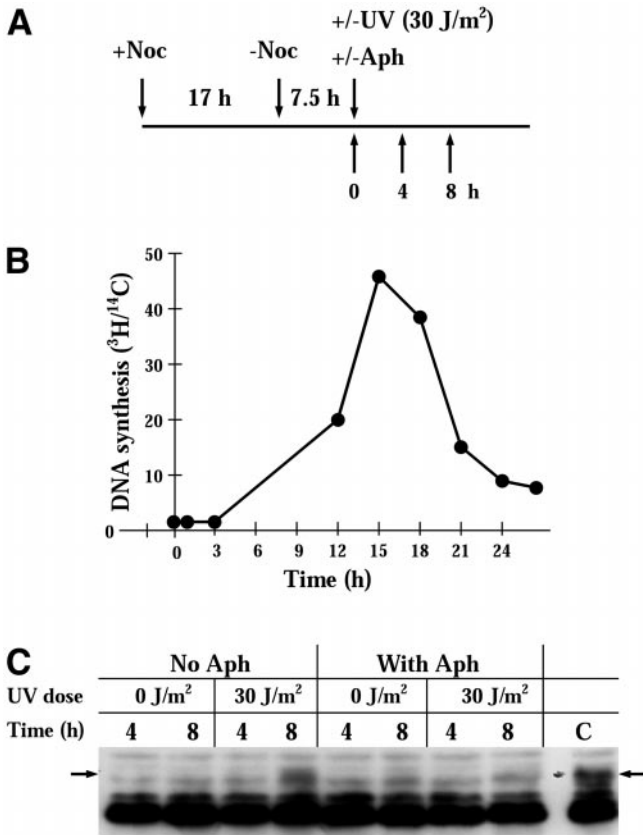 A
+/-UV (30 J/m²)
+Noc
-Noc
+/-Aph
17 h
7.5 h
0
4
8 h
B
DNA synthesis (³H/¹⁴C)
50
40
30
20
10
0
0
3
6
9
12
15
18
21
24
Time (h)
C
No Aph
With Aph
UV dose
0 J/m²
30 J/m²
0 J/m²
30 J/m²
Time (h)
4
8
4
8
4
8
4
8
C